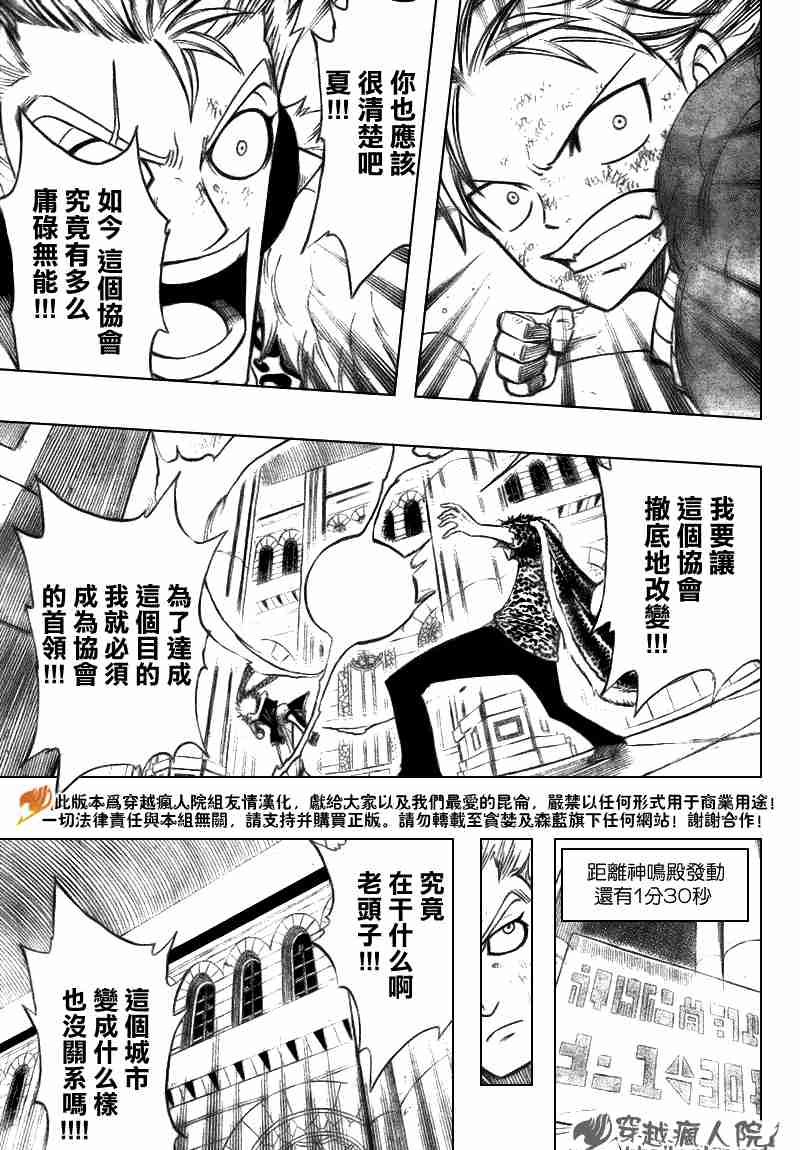 你也應該
很清楚吧
夏!!!
如今 這個協會
究竟有多么
庸碌無能!!!
我要讓
這個協會
撤底地改變!!!
為了達成
這個目的
我就必須
成為協會
的首領!!!
此版本爲穿越瘋人院組友情漢化，獻給大家以及我們最愛的昆侖，嚴禁以任何形式用于商業用途!
一切法律責任與本組無關，請支持并購買正版。請勿轉載至貪婪及森藍旗下任何網站! 謝謝合作!
距離神鳴殿發動
還有1分30秒
究竟
在干什么啊
老頭子!!!
這個城市
變成什么樣
也沒關系嗎!!!!
穿越瘋人院